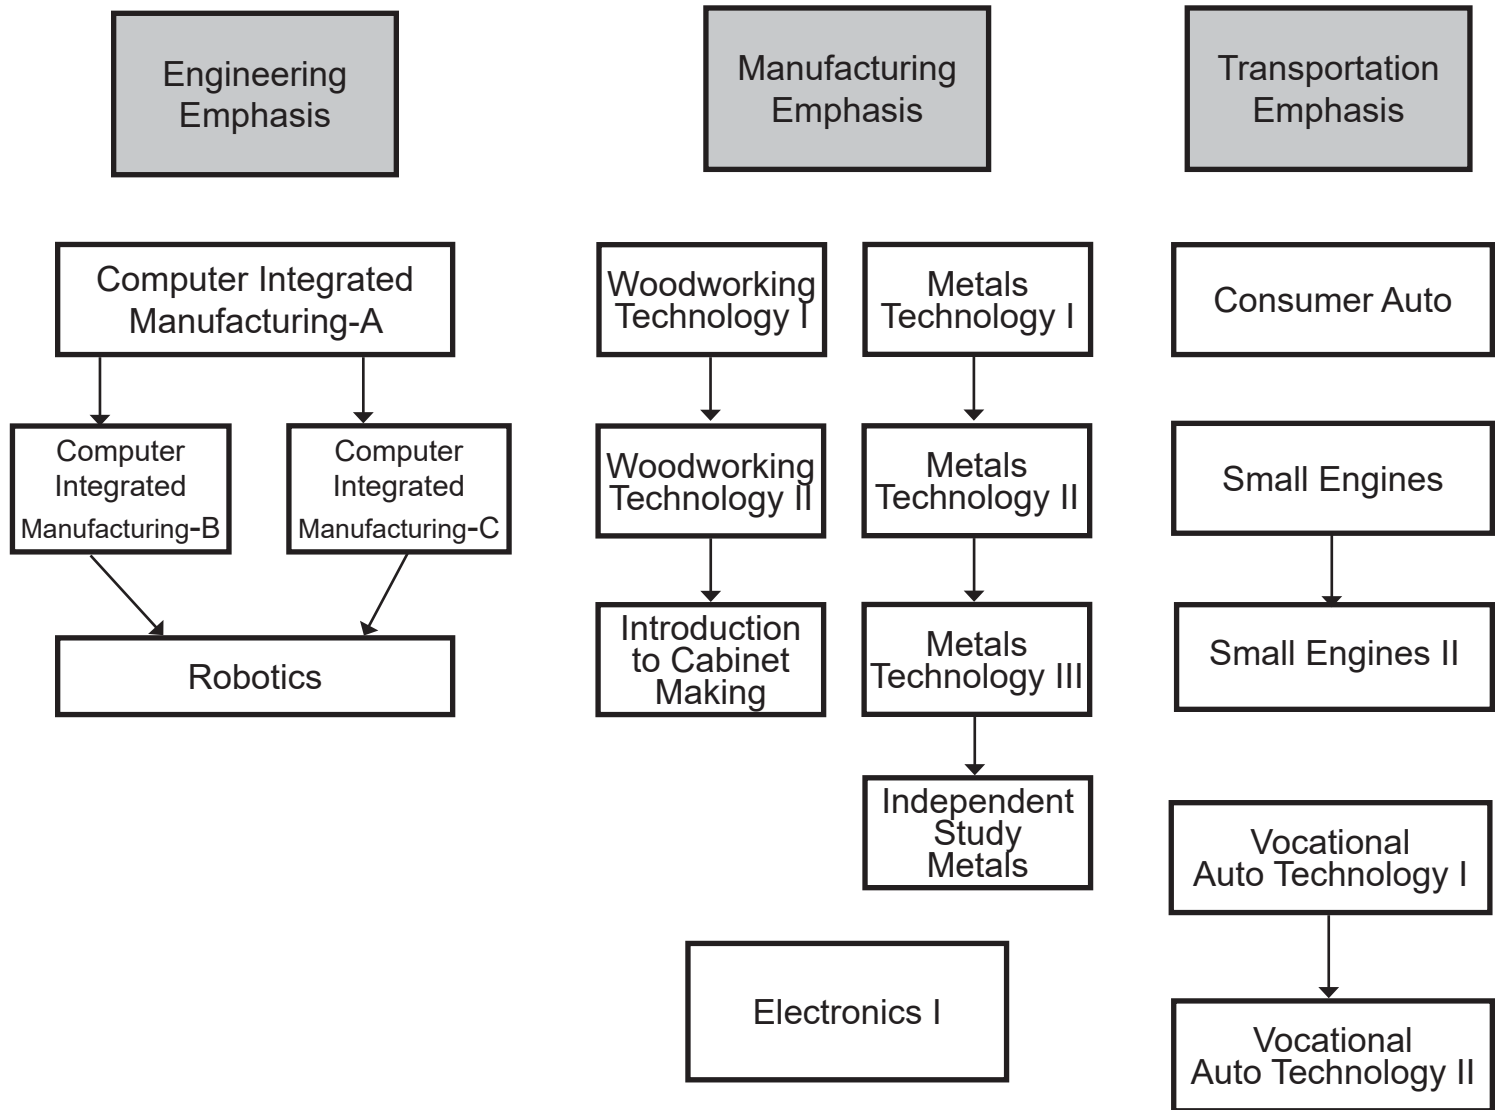 Engineering
Emphasis
Manufacturing
Emphasis
Transportation
Emphasis
Computer Integrated
Manufacturing-A
Computer
Integrated
Manufacturing-B
Computer
Integrated
Manufacturing-C
Robotics
Woodworking
Technology I
Woodworking
Technology II
Introduction
to Cabinet
Making
Metals
Technology I
Metals
Technology II
Metals
Technology III
Independent
Study
Metals
Electronics I
Consumer Auto
Small Engines
Small Engines II
Vocational
Auto Technology I
Vocational
Auto Technology II